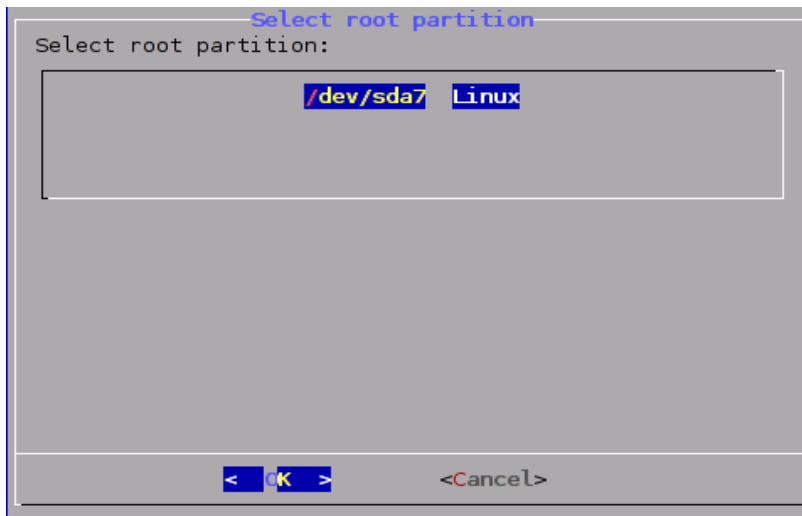 Select root partition
Select root partition:
/dev/sda7 Linux
< OK > <Cancel>